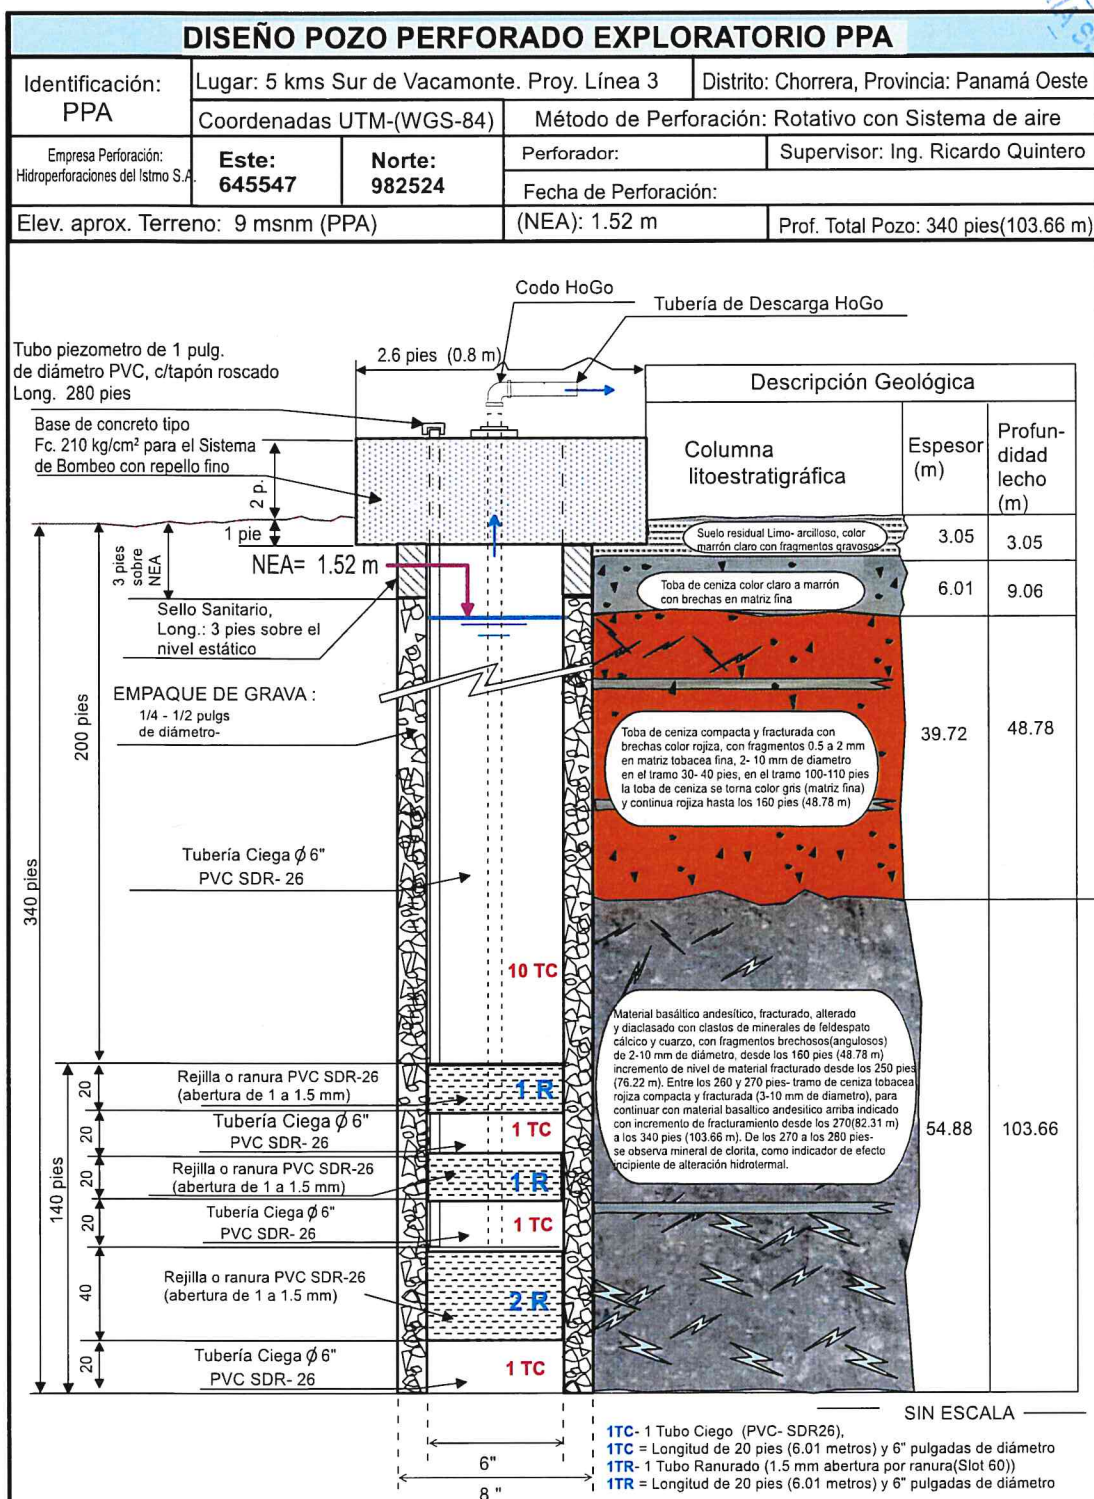 DISEÑO POZO PERFORADO EXPLORATORIO PPA
Identificación:
PPA
Lugar: 5 kms Sur de Vacamonte. Proy. Línea 3
Distrito: Chorrera, Provincia: Panamá Oeste
Coordenadas UTM-(WGS-84)
Método de Perforación: Rotativo con Sistema de aire
Empresa Perforación:
Hidroperforaciones del Istmo S.A.
Este:
645547
Norte:
982524
Perforador:
Supervisor: Ing. Ricardo Quintero
Fecha de Perforación:
Elev. aprox. Terreno: 9 msnm (PPA)
(NEA): 1.52 m
Prof. Total Pozo: 340 pies(103.66 m)
Codo HoGo
Tubería de Descarga HoGo
Tubo piezometro de 1 pulg.
de diámetro PVC, c/tapón roscado
Long. 280 pies
2.6 pies (0.8 m)
Base de concreto tipo
Fc. 210 kg/cm² para el Sistema
de Bombeo con repello fino
2 p.
1 pie
3 pies
sobre
NEA
NEA= 1.52 m
Sello Sanitario,
Long.: 3 pies sobre el
nivel estático
EMPAQUE DE GRAVA :
1/4 - 1/2 pulgs
de diámetro-
200 pies
340 pies
Tubería Ciega Ø 6"
PVC SDR- 26
10 TC
140 pies
20
Rejilla o ranura PVC SDR-26
(abertura de 1 a 1.5 mm)
1 R
20
Tubería Ciega Ø 6"
PVC SDR- 26
1 TC
20
Rejilla o ranura PVC SDR-26
(abertura de 1 a 1.5 mm)
1 R
20
Tubería Ciega Ø 6"
PVC SDR- 26
1 TC
40
Rejilla o ranura PVC SDR-26
(abertura de 1 a 1.5 mm)
2 R
20
Tubería Ciega Ø 6"
PVC SDR- 26
1 TC
6"
8 "
Descripción Geológica
Columna
litoestratigráfica
Espesor
(m)
Profun-
didad
lecho
(m)
Suelo residual Limo- arcilloso, color
marrón claro con fragmentos gravosos
3.05
3.05
Toba de ceniza color claro a marrón
con brechas en matriz fina
6.01
9.06
Toba de ceniza compacta y fracturada con
brechas color rojiza, con fragmentos 0.5 a 2 mm
en matriz tobacea fina, 2- 10 mm de diametro
en el tramo 30- 40 pies, en el tramo 100-110 pies
la toba de ceniza se torna color gris (matriz fina)
y continua rojiza hasta los 160 pies (48.78 m)
39.72
48.78
Material basáltico andesítico, fracturado, alterado
y diaclasado con clastos de minerales de feldespato
cálcico y cuarzo, con fragmentos brechosos(angulosos)
de 2-10 mm de diámetro, desde los 160 pies (48.78 m)
incremento de nivel de material fracturado desde los 250 pies
(76.22 m). Entre los 260 y 270 pies- tramo de ceniza tobacea
rojiza compacta y fracturada (3-10 mm de diametro), para
continuar con material basaltico andesitico arriba indicado
con incremento de fracturamiento desde los 270(82.31 m)
a los 340 pies (103.66 m). De los 270 a los 280 pies-
se observa mineral de clorita, como indicador de efecto
incipiente de alteración hidrotermal.
54.88
103.66
SIN ESCALA
1TC- 1 Tubo Ciego (PVC- SDR26),
1TC = Longitud de 20 pies (6.01 metros) y 6" pulgadas de diámetro
1TR- 1 Tubo Ranurado (1.5 mm abertura por ranura(Slot 60))
1TR = Longitud de 20 pies (6.01 metros) y 6" pulgadas de diámetro